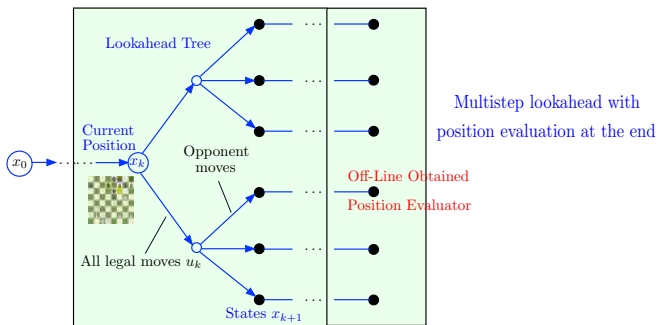 Lookahead Tree
Multistep lookahead with
position evaluation at the end
Current
Position
Opponent
moves
x_0
x_k
Off-Line Obtained
Position Evaluator
All legal moves u_k
States x_{k+1}